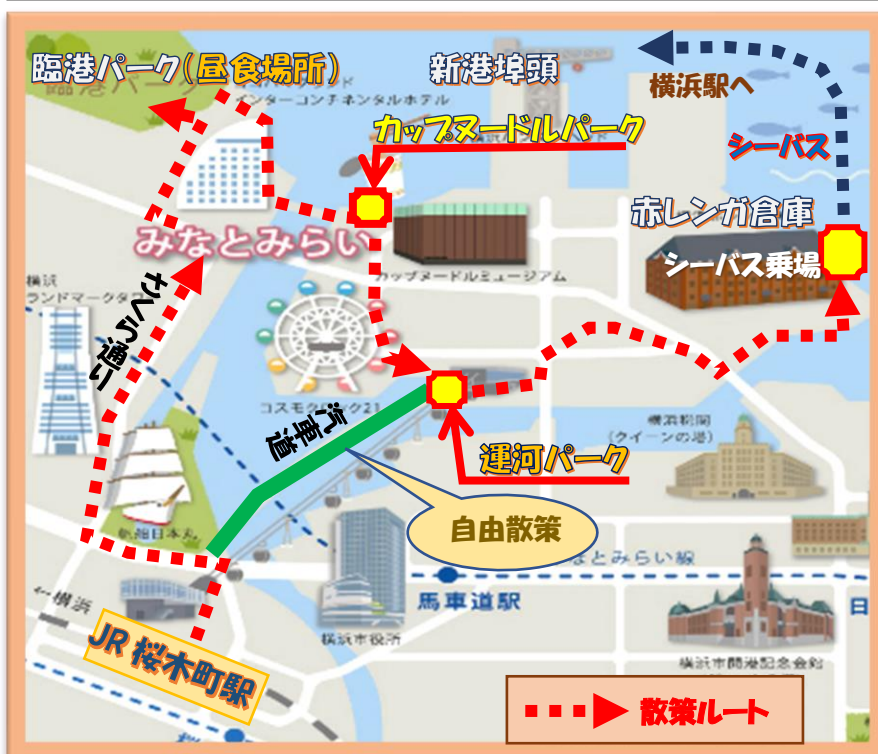 臨港パーク(昼食場所)
新港埠頭
横浜駅へ
インターコンチネンタルホテル
カップヌードルパーク
シーバス
赤レンガ倉庫
みなとみらい
シーバス乗場
カップヌードルミュージアム
横浜
ランドマークタワ
さくら通り
コスモクロック21
汽車道
横浜税関
(クイーンの塔)
運河パーク
自由散策
帆船日本丸
なとみらい線
馬車道駅
日
←横浜
横浜市役所
JR 桜木町駅
横浜市開港記念会館
散策ルート